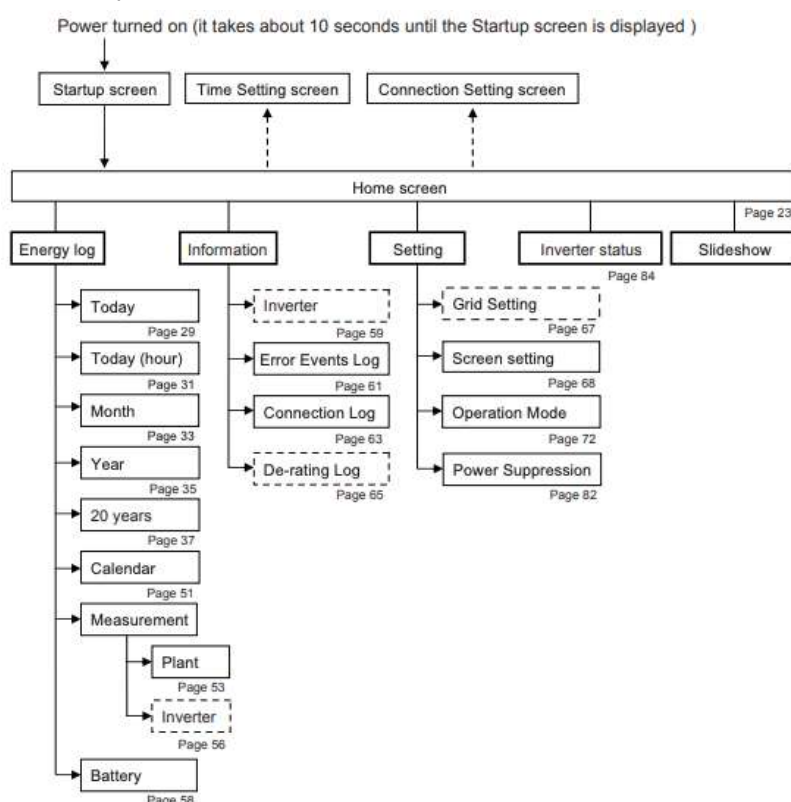 Power turned on (it takes about 10 seconds until the Startup screen is displayed )
Startup screen
Time Setting screen
Connection Setting screen
Home screen
Page 23
Energy log
Information
Setting
Inverter status
Slideshow
Page 84
Today
Page 29
Today (hour)
Page 31
Month
Page 33
Year
Page 35
20 years
Page 37
Calendar
Page 51
Measurement
Plant
Page 53
Inverter
Page 56
Battery
Page 58
Inverter
Page 59
Error Events Log
Page 61
Connection Log
Page 63
De-rating Log
Page 65
Grid Setting
Page 67
Screen setting
Page 68
Operation Mode
Page 72
Power Suppression
Page 82